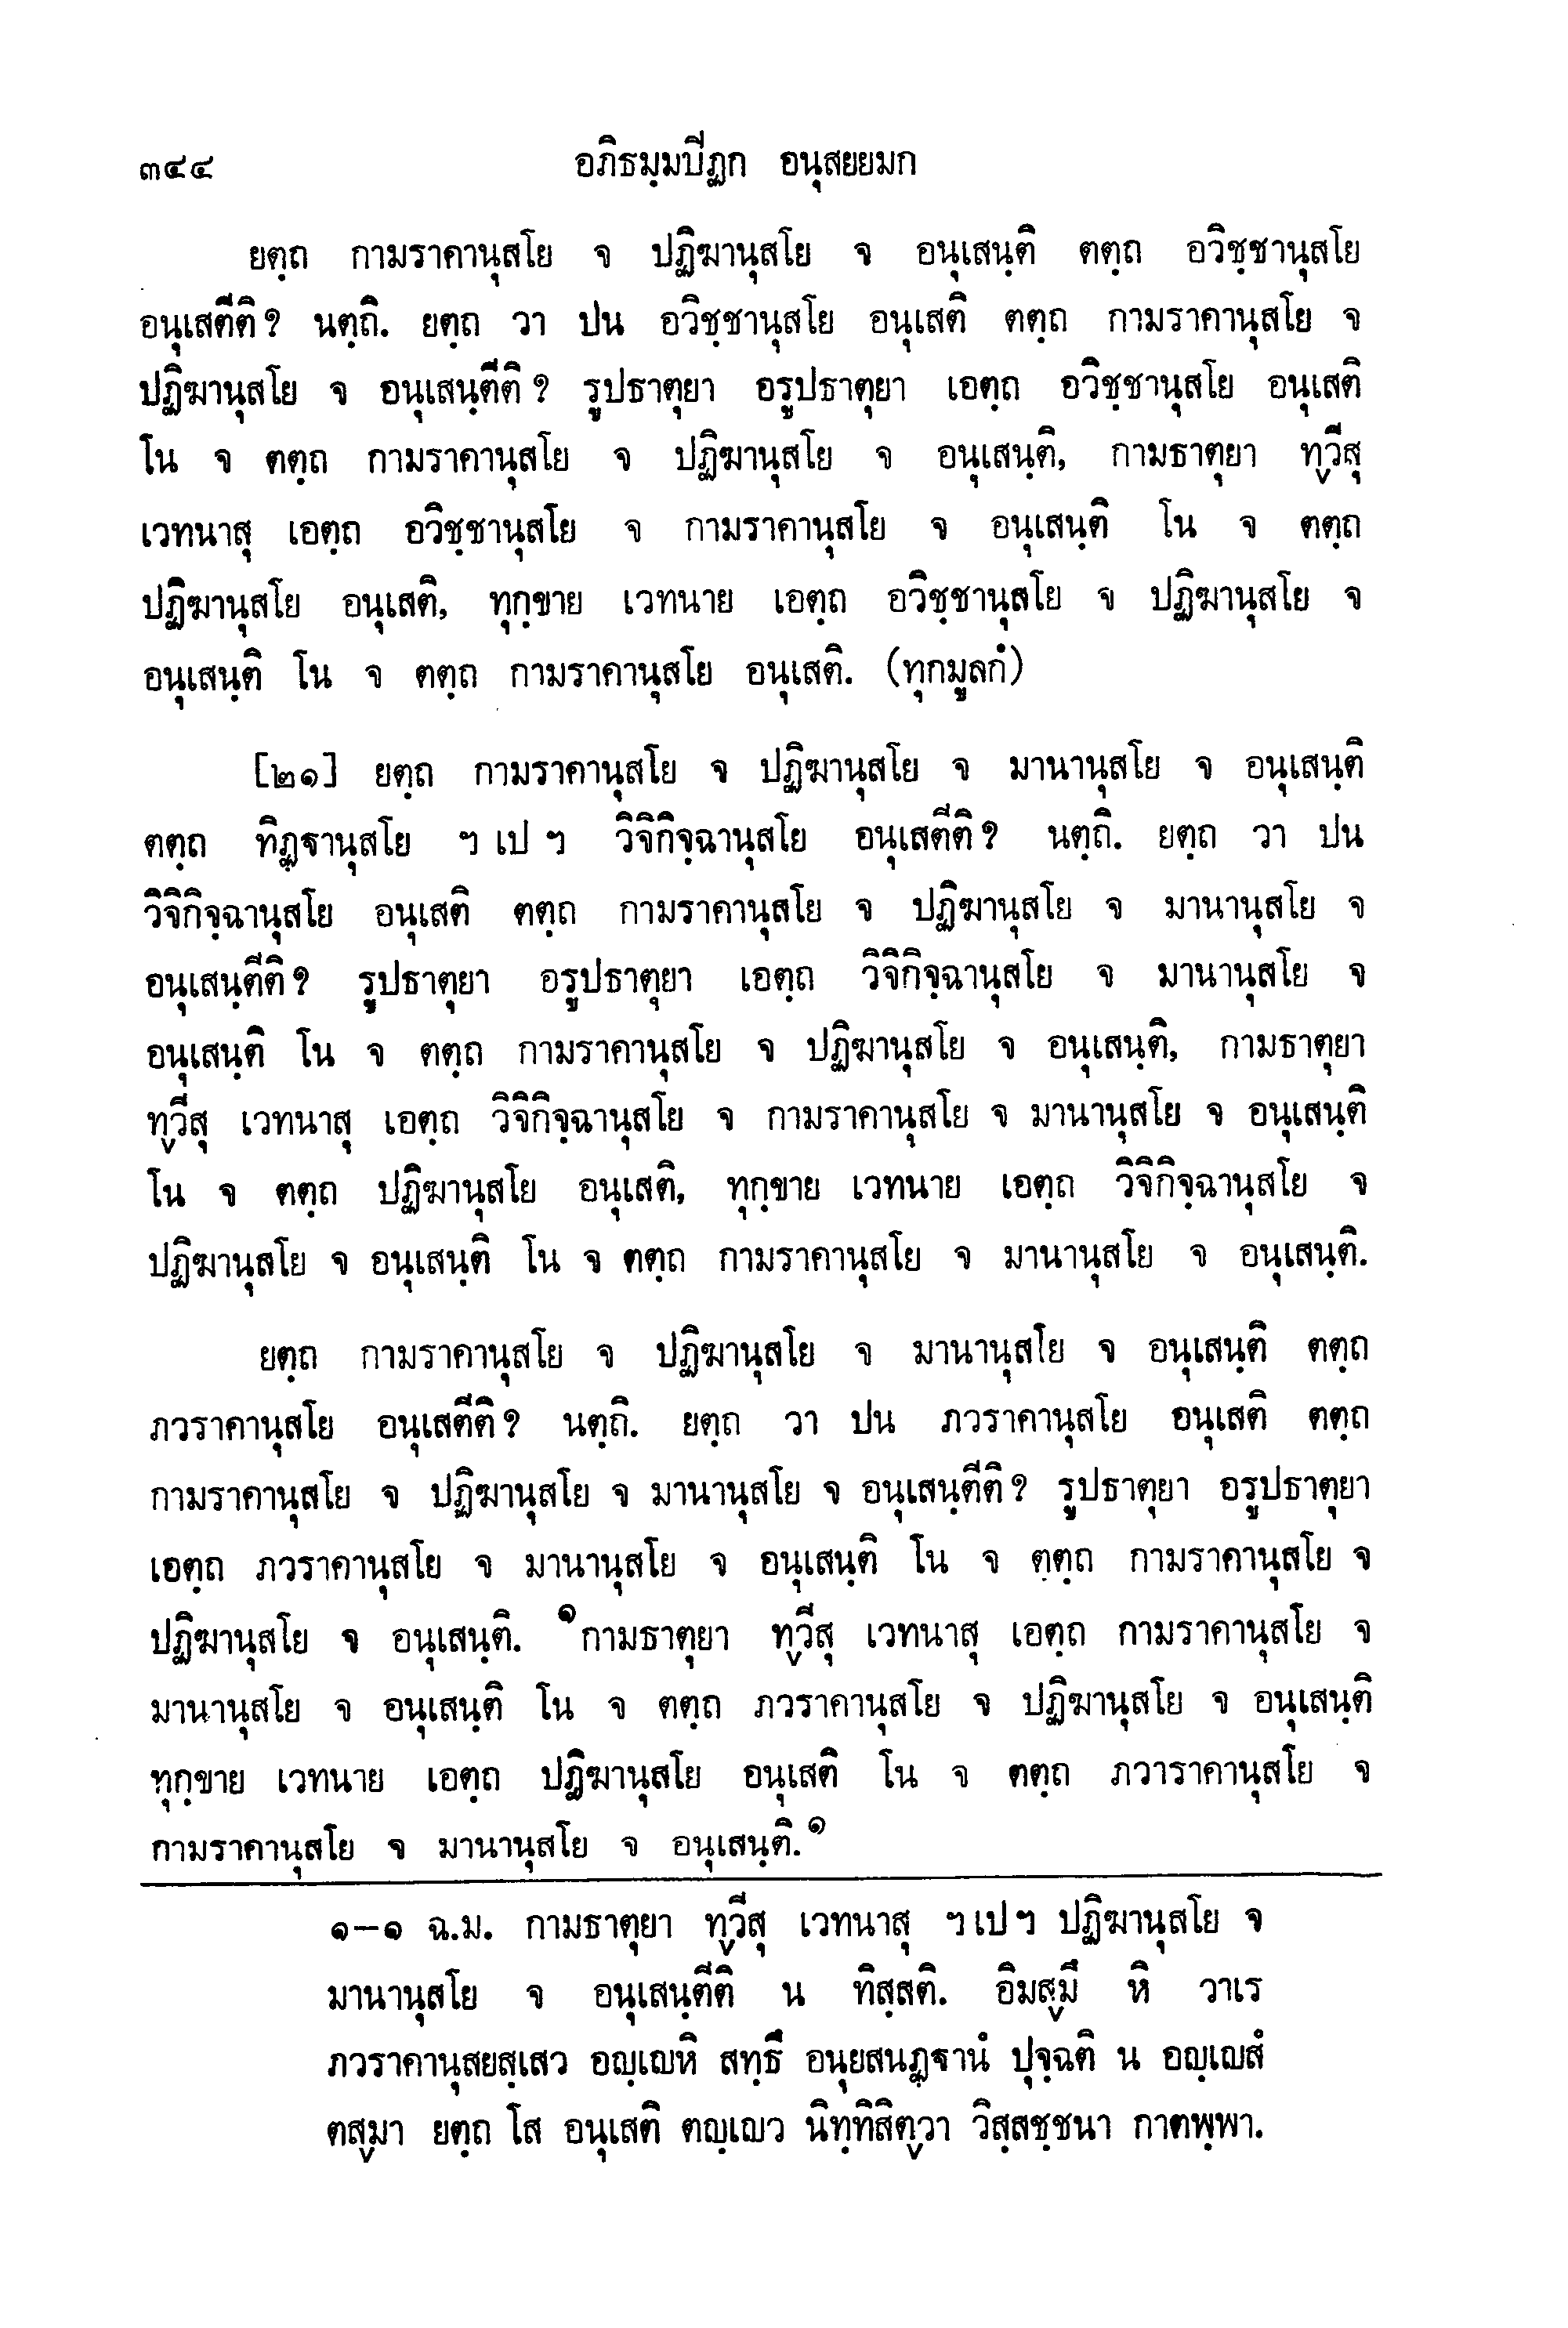 ๓๔๔ อภิธมฺมปีฏก อนุสยยมก
ยตฺถ กามราคานุสโย จ ปฏิฆานุสโย จ อนุเสนฺติ ตตฺถ อวิชฺชานุสโย
อนุเสตีติ? นตฺถิ. ยตฺถ วา ปน อวิชฺชานุสโย อนุเสติ ตตฺถ กามราคานุสโย จ
ปฏิฆานุสโย จ อนุเสนฺตีติ? รูปธาตุยา อรูปธาตุยา เอตฺถ อวิชฺชานุสโย อนุเสติ
โน จ ตตฺถ กามราคานุสโย จ ปฏิฆานุสโย จ อนุเสนฺติ, กามธาตุยา ทฺวีสุ
เวทนาสุ เอตฺถ อวิชฺชานุสโย จ กามราคานุสโย จ อนุเสนฺติ โน จ ตตฺถ
ปฏิฆานุสโย อนุเสติ, ทุกฺขาย เวทนาย เอตฺถ อวิชฺชานุสโย จ ปฏิฆานุสโย จ
อนุเสนฺติ โน จ ตตฺถ กามราคานุสโย อนุเสติ. (ทุกมูลกํ)
[๒๑] ยตฺถ กามราคานุสโย จ ปฏิฆานุสโย จ มานานุสโย จ อนุเสนฺติ
ตตฺถ ทิฏฺฐานุสโย ฯ เป ฯ วิจิกิจฺฉานุสโย อนุเสตีติ? นตฺถิ. ยตฺถ วา ปน
วิจิกิจฺฉานุสโย อนุเสติ ตตฺถ กามราคานุสโย จ ปฏิฆานุสโย จ มานานุสโย จ
อนุเสนฺตีติ? รูปธาตุยา อรูปธาตุยา เอตฺถ วิจิกิจฺฉานุสโย จ มานานุสโย จ
อนุเสนฺติ โน จ ตตฺถ กามราคานุสโย จ ปฏิฆานุสโย จ อนุเสนฺติ, กามธาตุยา
ทฺวีสุ เวทนาสุ เอตฺถ วิจิกิจฺฉานุสโย จ กามราคานุสโย จ มานานุสโย จ อนุเสนฺติ
โน จ ตตฺถ ปฏิฆานุสโย อนุเสติ, ทุกฺขาย เวทนาย เอตฺถ วิจิกิจฺฉานุสโย จ
ปฏิฆานุสโย จ อนุเสนฺติ โน จ ตตฺถ กามราคานุสโย จ มานานุสโย จ อนุเสนฺติ.
ยตฺถ กามราคานุสโย จ ปฏิฆานุสโย จ มานานุสโย จ อนุเสนฺติ ตตฺถ
ภวราคานุสโย อนุเสตีติ? นตฺถิ. ยตฺถ วา ปน ภวราคานุสโย อนุเสติ ตตฺถ
กามราคานุสโย จ ปฏิฆานุสโย จ มานานุสโย จ อนุเสนฺตีติ? รูปธาตุยา อรูปธาตุยา
เอตฺถ ภวราคานุสโย จ มานานุสโย จ อนุเสนฺติ โน จ ตตฺถ กามราคานุสโย จ
ปฏิฆานุสโย จ อนุเสนฺติ. ๑กามธาตุยา ทฺวีสุ เวทนาสุ เอตฺถ กามราคานุสโย จ
มานานุสโย จ อนุเสนฺติ โน จ ตตฺถ ภวราคานุสโย จ ปฏิฆานุสโย จ อนุเสนฺติ
ทุกฺขาย เวทนาย เอตฺถ ปฏิฆานุสโย อนุเสติ โน จ ตตฺถ ภวาราคานุสโย จ
กามราคานุสโย จ มานานุสโย จ อนุเสนฺติ.๑
๑-๑ ฉ.ม. กามธาตุยา ทฺวีสุ เวทนาสุ ฯ เป ฯ ปฏิฆานุสโย จ
มานานุสโย จ อนุเสนฺตีติ น ทิสฺสติ. อิมสฺมึ หิ วาเร
ภวราคานุสยสฺเสว อญฺเญหิ สทฺธึ อนุยสนฏฺฐานํ ปุจฺฉติ น อญฺเญสํ
ตสฺมา ยตฺถ โส อนุเสติ ตญฺเญว นิทฺทิสิตฺวา วิสฺสชฺชนา กาตพฺพา.